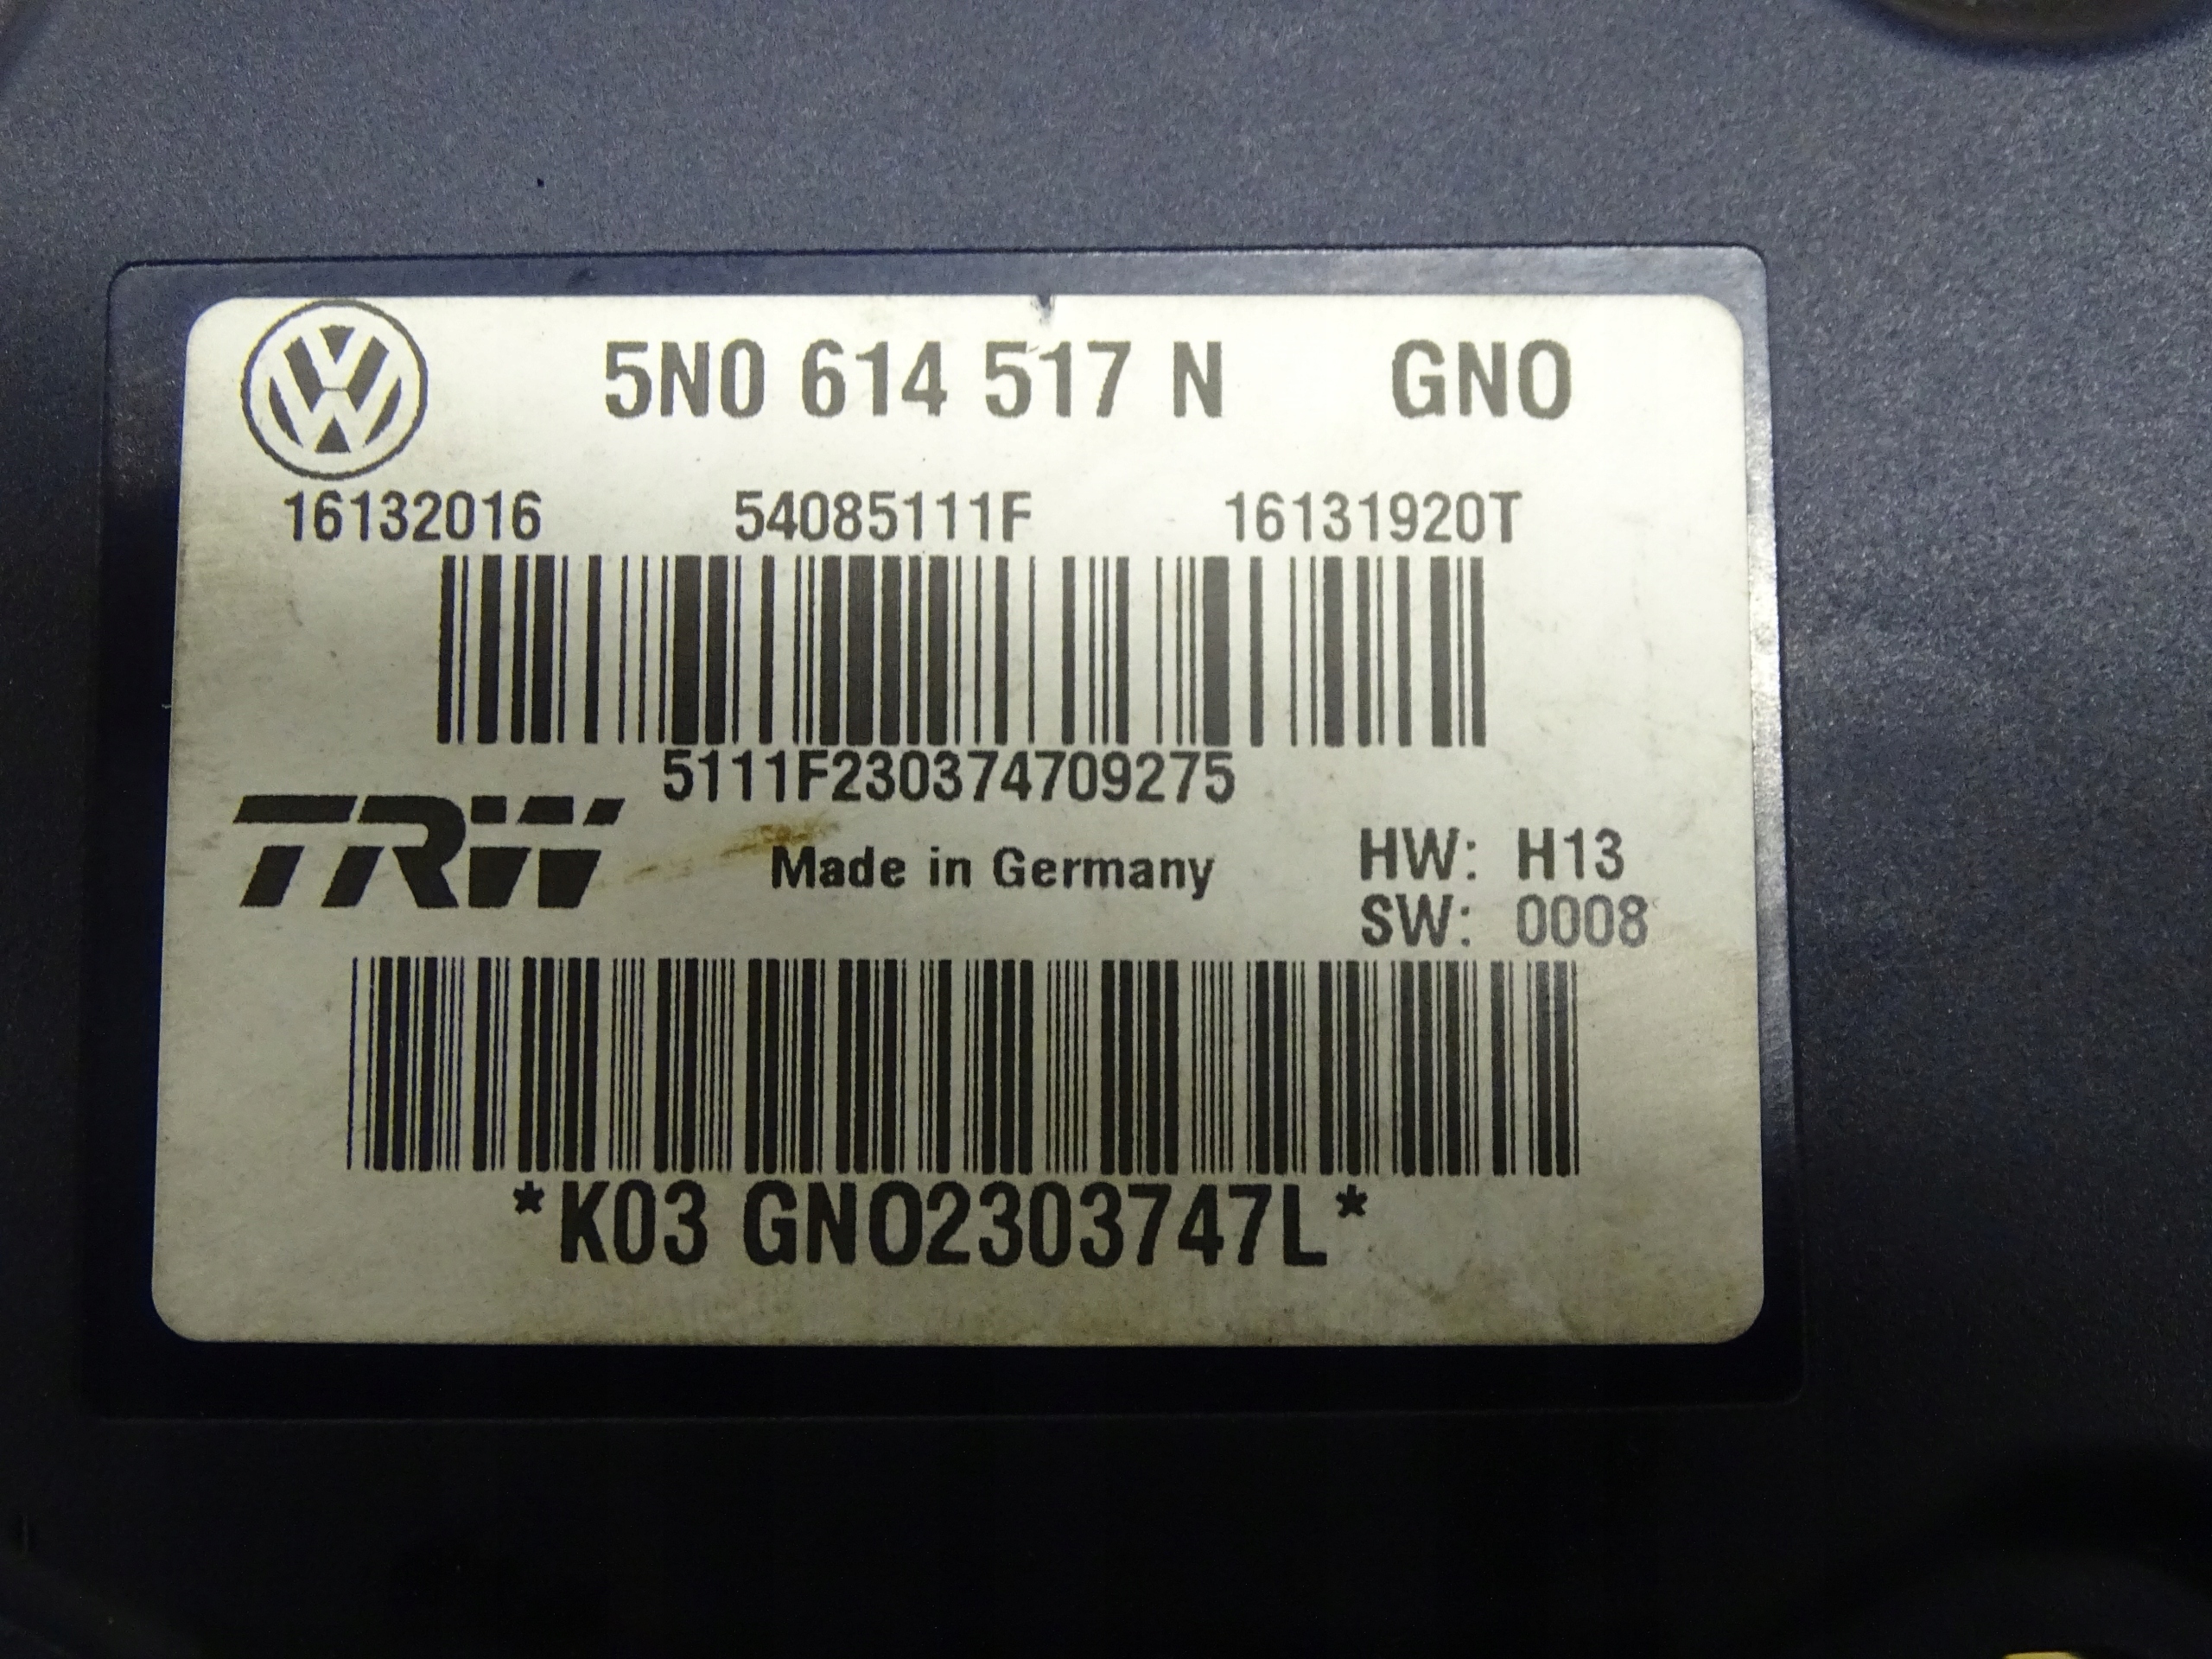 5N0 614 517 N GNO
16132016 54085111F 16131920T
5111F230374709275
TRW Made in Germany HW: H13
SW: 0008
*K03 GNO2303747L*